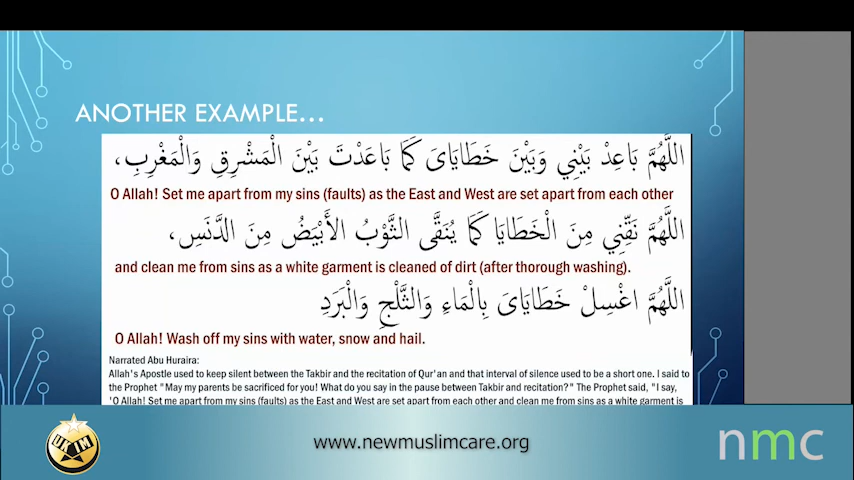 ANOTHER EXAMPLE...
اللَّهُمَّ بَاعِدْ بَيْنِي وَبَيْنَ خَطَايَاىَ كَمَا بَاعَدْتَ بَيْنَ الْمَشْرِقِ وَالْمَغْرِبِ،
O Allah! Set me apart from my sins (faults) as the East and West are set apart from each other
اللَّهُمَّ نَقِّنِي مِنَ الْخَطَايَا كَمَا يُنَقَّى الثَّوْبُ الأَبْيَضُ مِنَ الدَّنَسِ،
and clean me from sins as a white garment is cleaned of dirt (after thorough washing).
اللَّهُمَّ اغْسِلْ خَطَايَاىَ بِالْمَاءِ وَالثَّلْجِ وَالْبَرَدِ
O Allah! Wash off my sins with water, snow and hail.
Narrated Abu Huraira:
Allah's Apostle used to keep silent between the Takbir and the recitation of Qur'an and that interval of silence used to be a short one. I said to
the Prophet "May my parents be sacrificed for you! What do you say in the pause between Takbir and recitation?" The Prophet said, "I say,
'O Allah! Set me apart from my sins (faults) as the East and West are set apart from each other and clean me from sins as a white garment is
UKIM
www.newmuslimcare.org
nmc